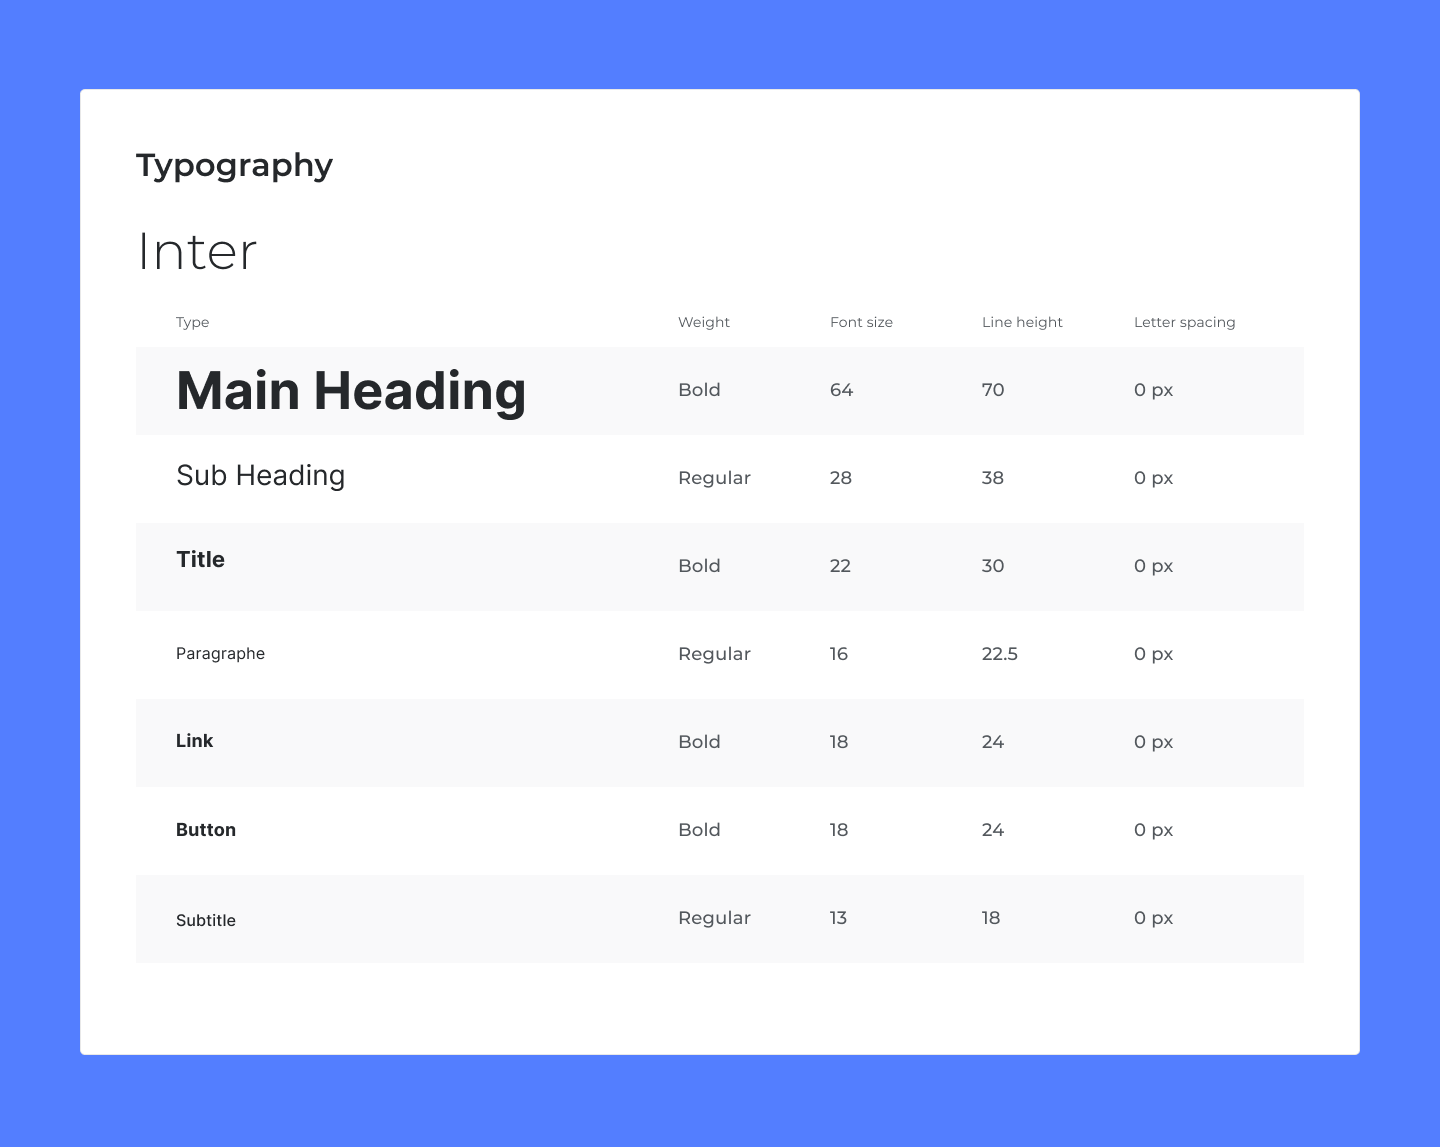 Typography
Inter
Type Weight Font size Line height Letter spacing
Main Heading Bold 64 70 0 px
Sub Heading Regular 28 38 0 px
Title Bold 22 30 0 px
Paragraphe Regular 16 22.5 0 px
Link Bold 18 24 0 px
Button Bold 18 24 0 px
Subtitle Regular 13 18 0 px